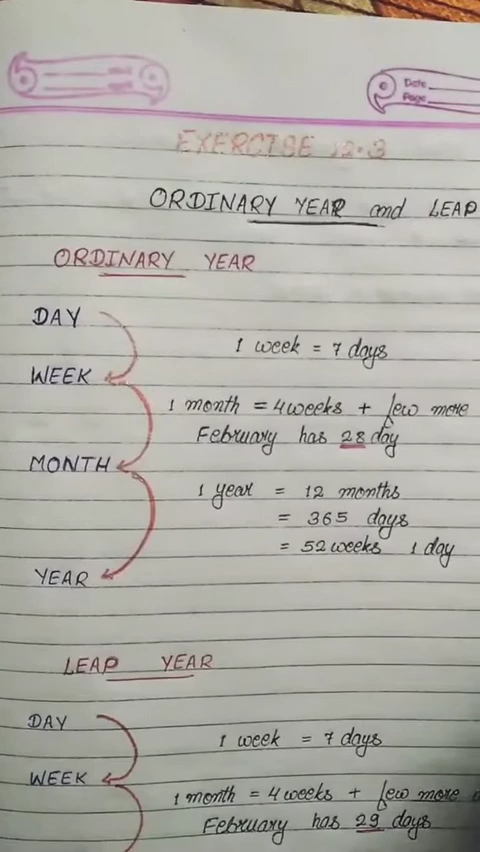 Date
Page
EXERCISE 12.3
ORDINARY YEAR and LEAP
ORDINARY YEAR
DAY
1 week = 7 days
WEEK
1 month = 4 weeks + few more
February has 28 day
MONTH
1 year = 12 months
= 365 days
= 52 weeks 1 day
YEAR
LEAP YEAR
DAY
1 week = 7 days
WEEK
1 month = 4 weeks + few more
February has 29 days